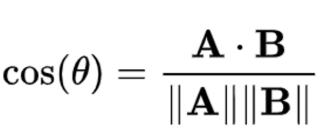 cos(θ) = A · B / ‖A‖‖B‖